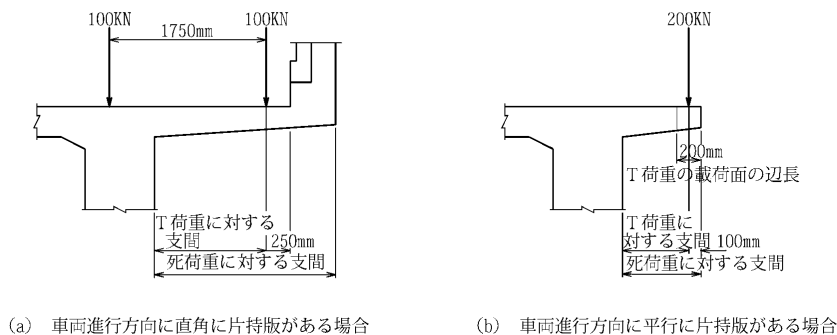 100KN
100KN
1750mm
T荷重に対する
支間
250mm
死荷重に対する支間
(a) 車両進行方向に直角に片持版がある場合
200KN
200mm
T荷重の載荷面の辺長
T荷重に
対する支間
100mm
死荷重に対する支間
(b) 車両進行方向に平行に片持版がある場合